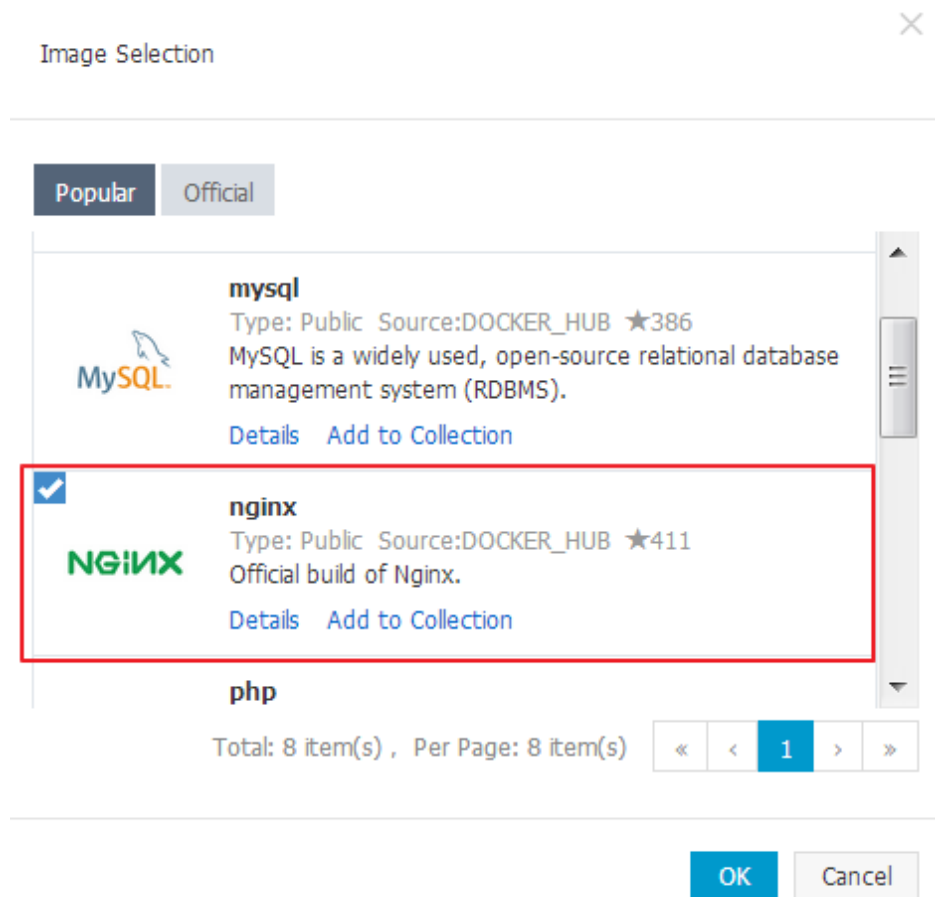 Image Selection
Popular Official
mysql
Type: Public Source:DOCKER_HUB ★386
MySQL is a widely used, open-source relational database
management system (RDBMS).
MySQL.
Details Add to Collection
nginx
Type: Public Source:DOCKER_HUB ★411
NGiNX
Official build of Nginx.
Details Add to Collection
php
Total: 8 item(s) , Per Page: 8 item(s) « ‹ 1 › »
OK Cancel